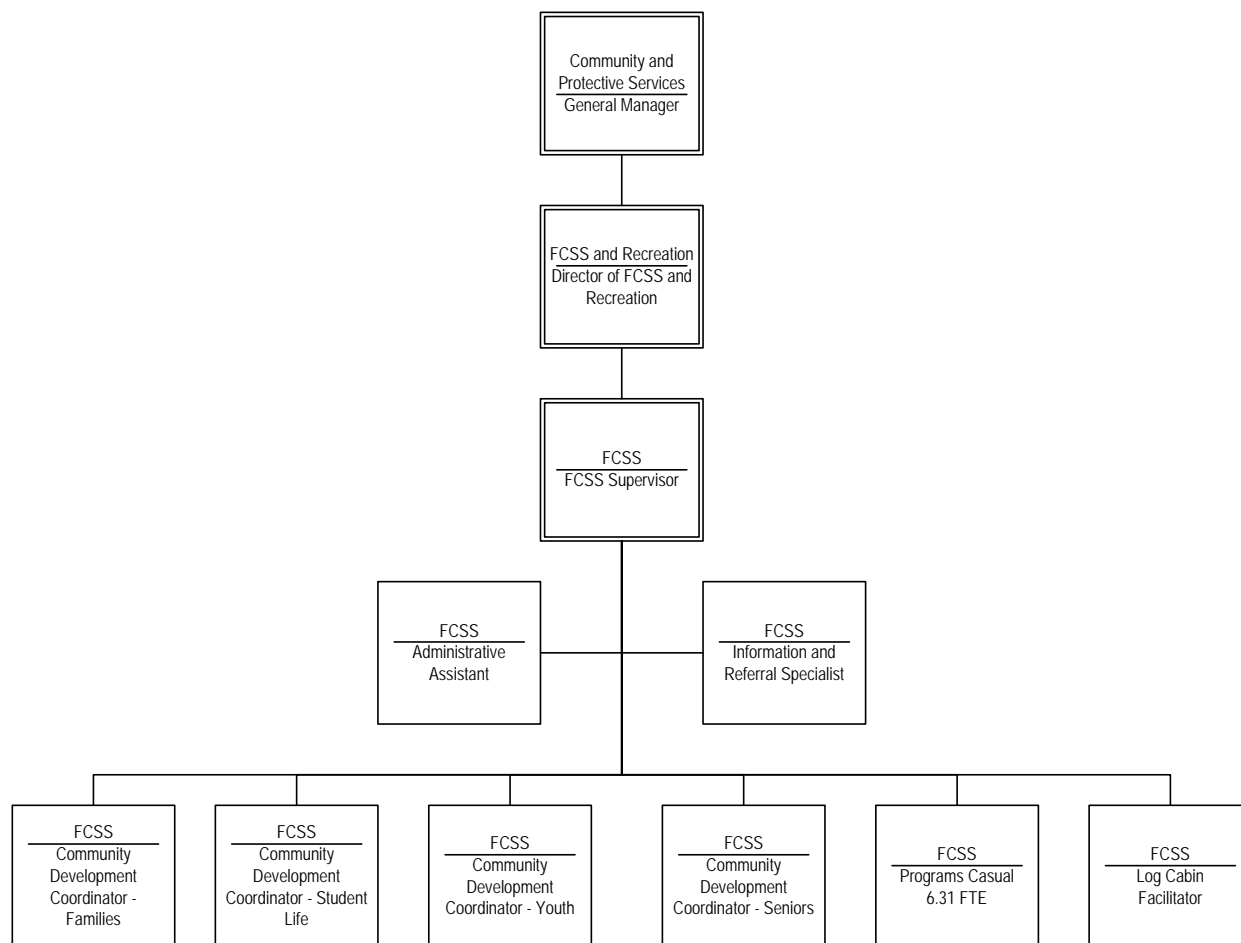 Community and
Protective Services
General Manager
FCSS and Recreation
Director of FCSS and
Recreation
FCSS
FCSS Supervisor
FCSS
Administrative
Assistant
FCSS
Information and
Referral Specialist
FCSS
Community
Development
Coordinator -
Families
FCSS
Community
Development
Coordinator - Student
Life
FCSS
Community
Development
Coordinator - Youth
FCSS
Community
Development
Coordinator - Seniors
FCSS
Programs Casual
6.31 FTE
FCSS
Log Cabin
Facilitator